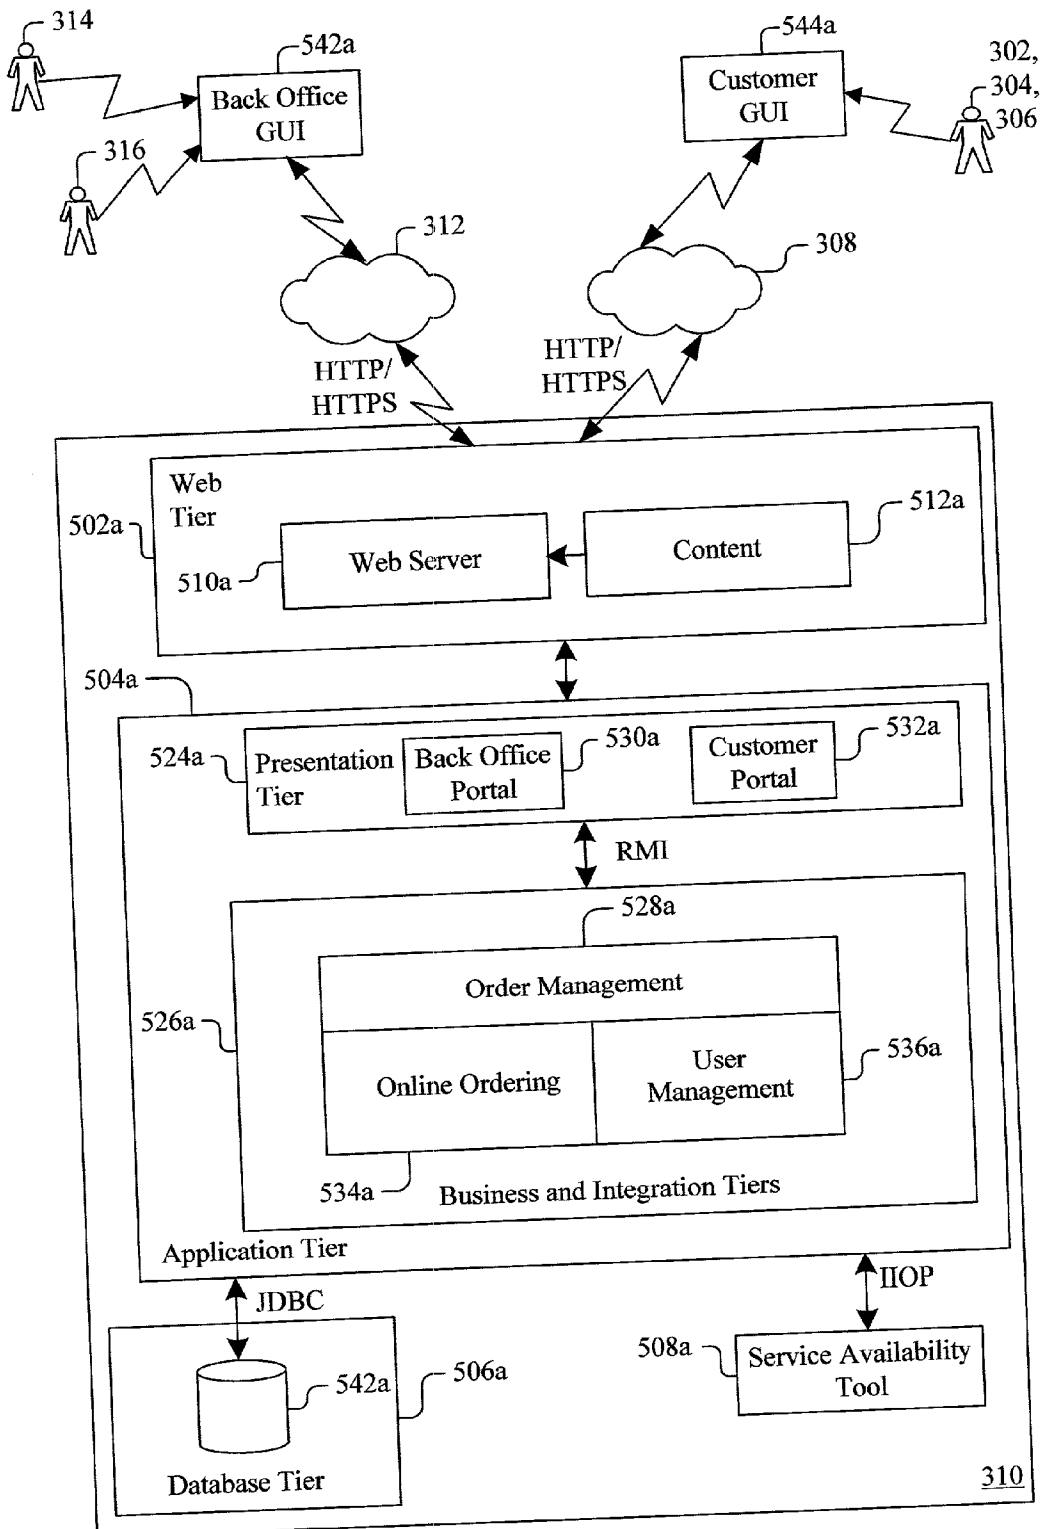 314
542a
Back Office
GUI
544a
Customer
GUI
302,
304,
306
316
312
308
HTTP/
HTTPS
HTTP/
HTTPS
Web
Tier
502a
510a
Web Server
Content
512a
504a
524a
Presentation
Tier
Back Office
Portal
530a
Customer
Portal
532a
RMI
528a
Order Management
526a
Online Ordering
User
Management
536a
534a
Business and Integration Tiers
Application Tier
JDBC
IIOP
542a
506a
Database Tier
508a
Service Availability
Tool
310